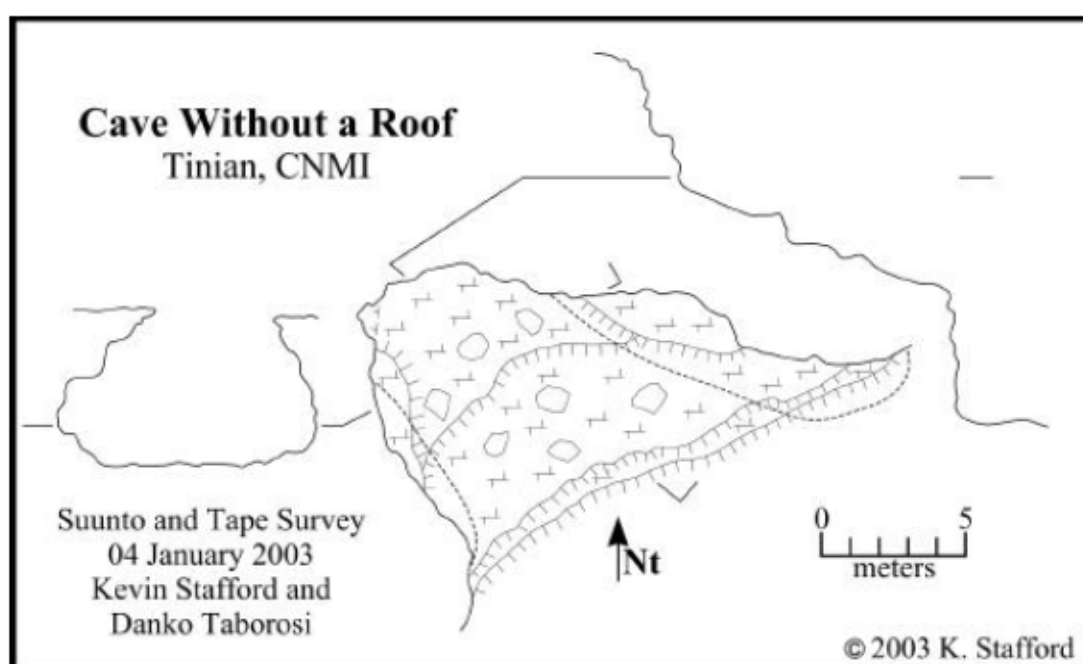 Cave Without a Roof
Tinian, CNMI
Suunto and Tape Survey
04 January 2003
Kevin Stafford and
Danko Taborosi
Nt
0 5
meters
© 2003 K. Stafford